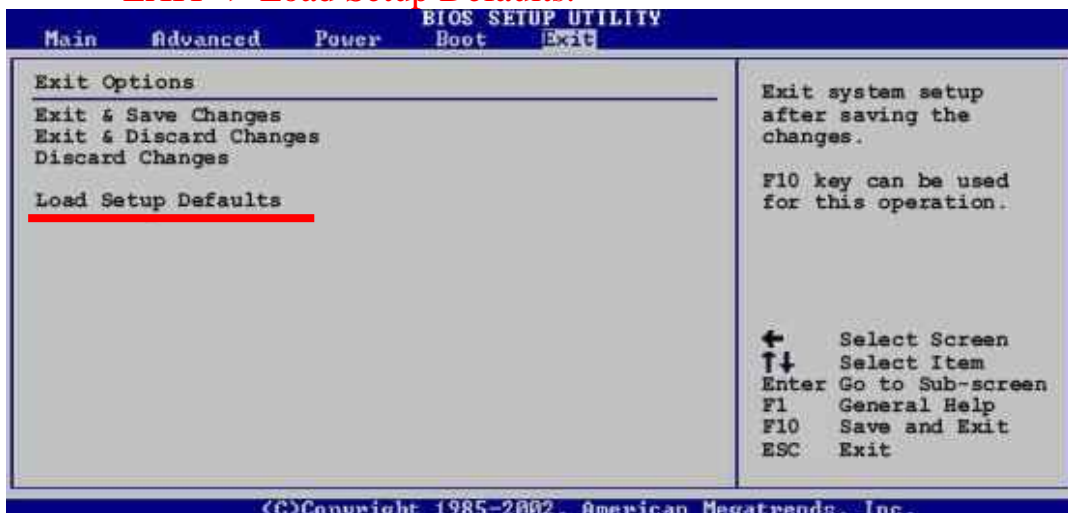 BIOS SETUP UTILITY
Main Advanced Power Boot Exit
Exit Options
Exit & Save Changes
Exit & Discard Changes
Discard Changes
Load Setup Defaults
Exit system setup
after saving the
changes.
F10 key can be used
for this operation.
← Select Screen
↑↓ Select Item
Enter Go to Sub-screen
F1 General Help
F10 Save and Exit
ESC Exit
(C)Copyright 1985-2002, American Megatrends, Inc.